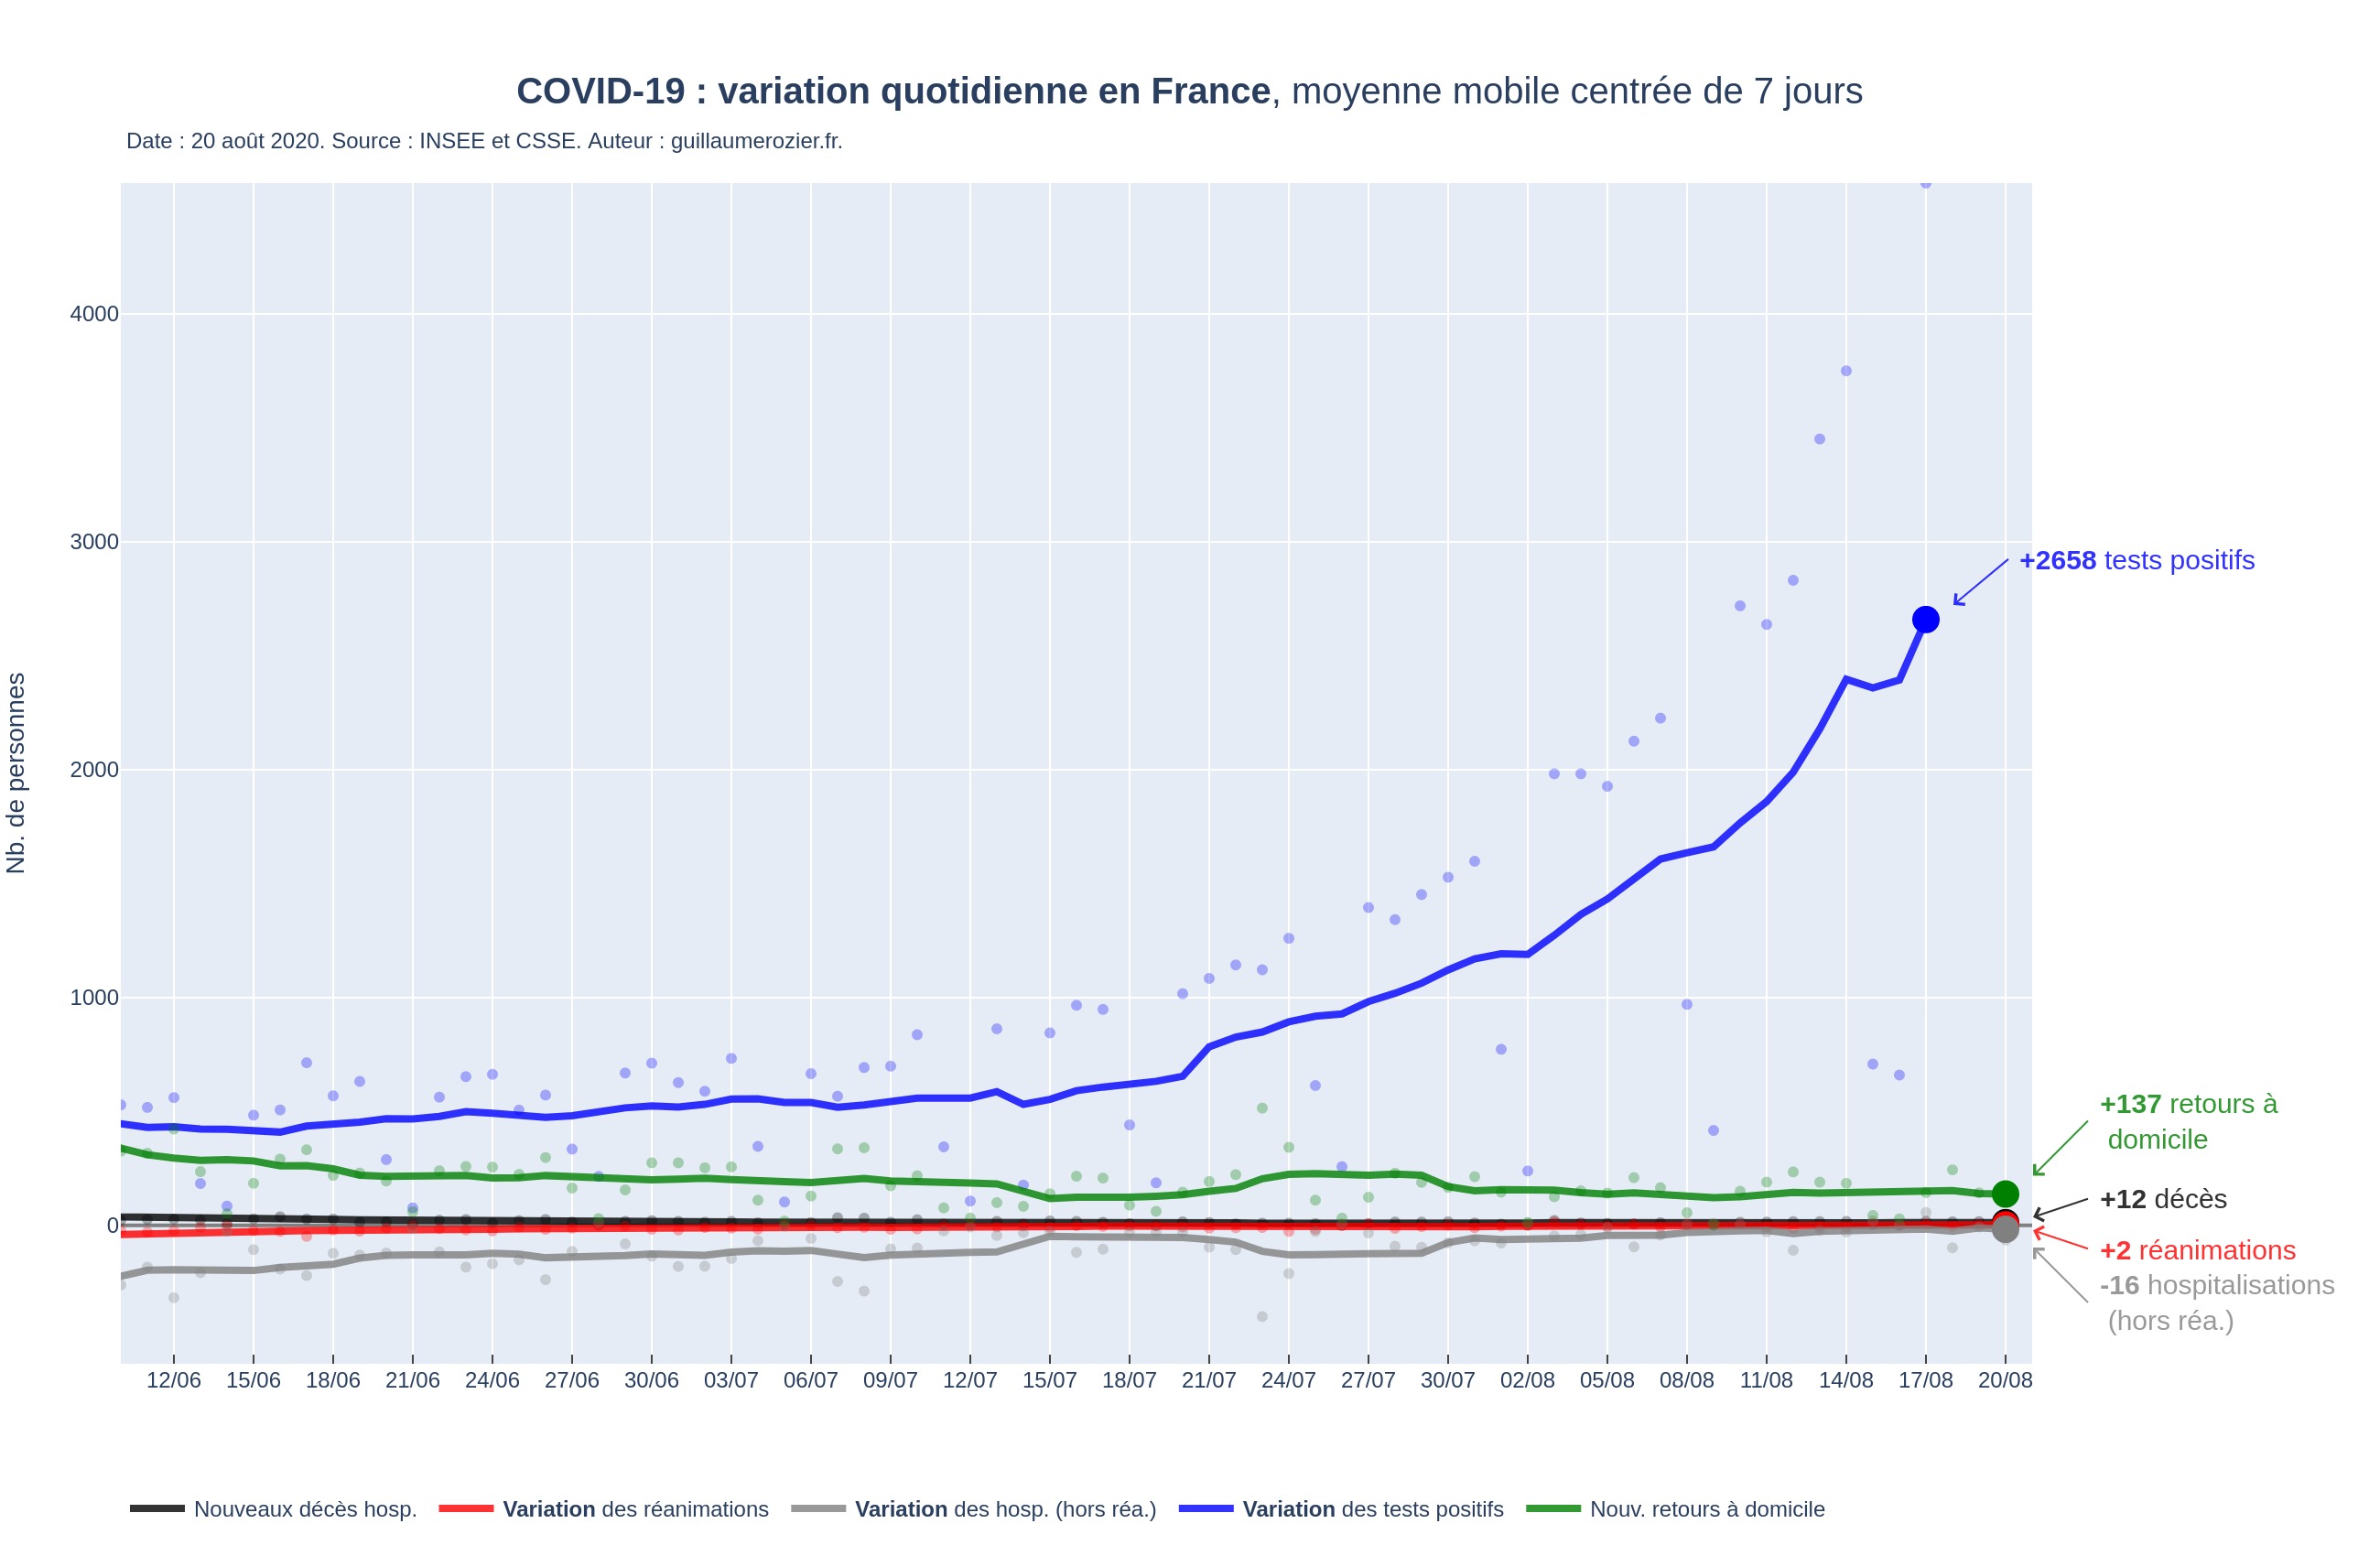 COVID-19 : variation quotidienne en France, moyenne mobile centrée de 7 jours
Date : 20 août 2020. Source : INSEE et CSSE. Auteur : guillaumerozier.fr.
Nb. de personnes
4000
3000
2000
1000
0
+2658 tests positifs
+137 retours à
domicile
+12 décès
+2 réanimations
-16 hospitalisations
(hors réa.)
12/06 15/06 18/06 21/06 24/06 27/06 30/06 03/07 06/07 09/07 12/07 15/07 18/07 21/07 24/07 27/07 30/07 02/08 05/08 08/08 11/08 14/08 17/08 20/08
Nouveaux décès hosp. Variation des réanimations Variation des hosp. (hors réa.) Variation des tests positifs Nouv. retours à domicile